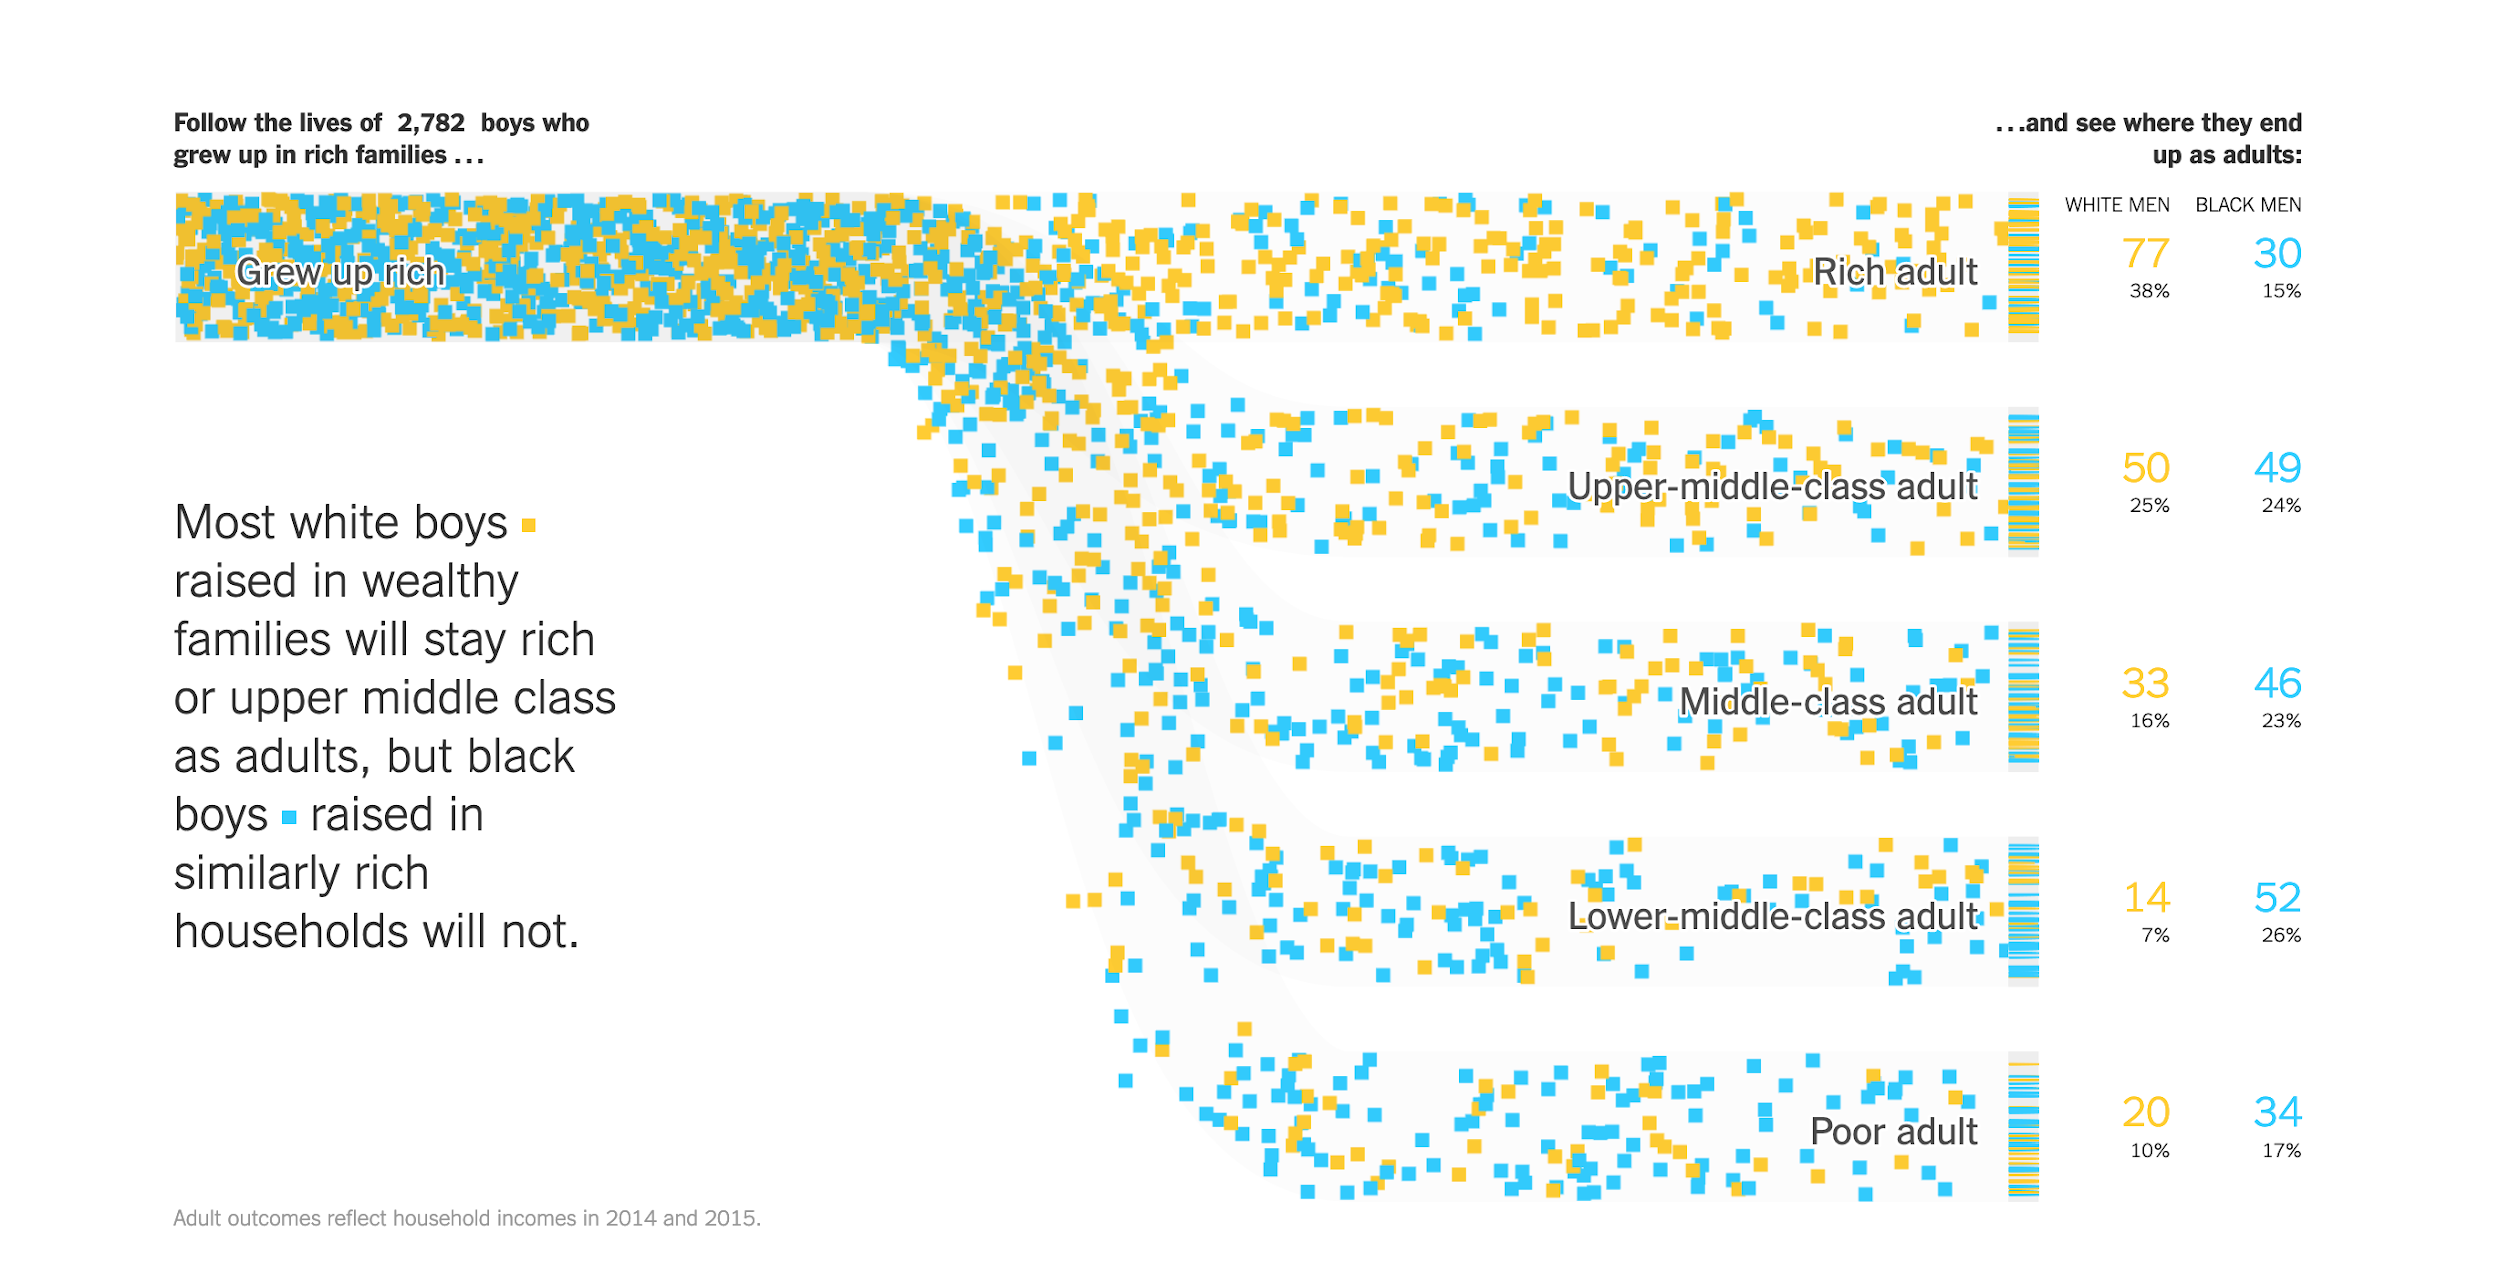 Follow the lives of 2,782 boys who
grew up in rich families ...
...and see where they end
up as adults:
WHITE MEN BLACK MEN
Grew up rich
Rich adult
77 30
38% 15%
Upper-middle-class adult
50 49
25% 24%
Most white boys
raised in wealthy
families will stay rich
or upper middle class
as adults, but black
boys raised in
similarly rich
households will not.
Middle-class adult
33 46
16% 23%
Lower-middle-class adult
14 52
7% 26%
Poor adult
20 34
10% 17%
Adult outcomes reflect household incomes in 2014 and 2015.